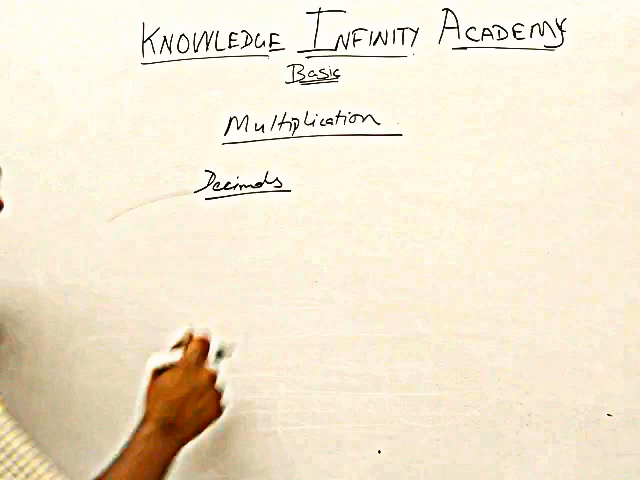 KNOWLEDGE INFINITY ACADEMY
Basic
Multiplication
Decimals